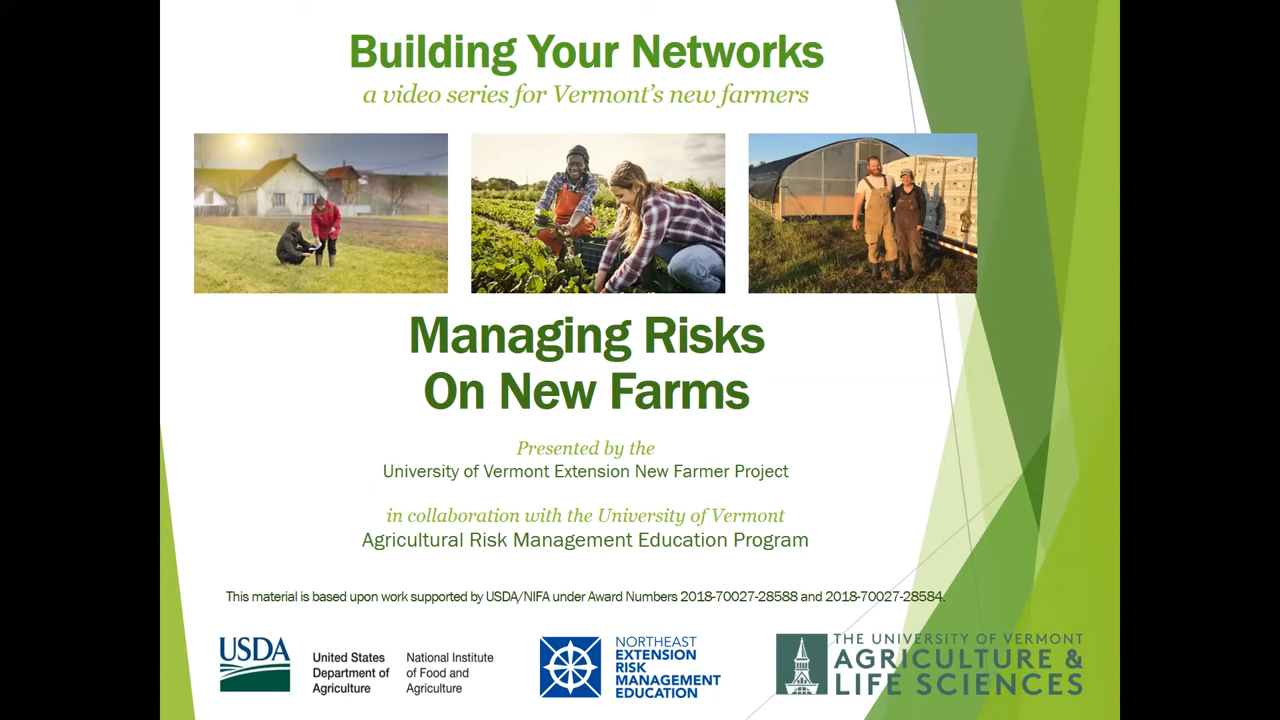 Building Your Networks
a video series for Vermont's new farmers
Managing Risks
On New Farms
Presented by the
University of Vermont Extension New Farmer Project
in collaboration with the University of Vermont
Agricultural Risk Management Education Program
This material is based upon work supported by USDA/NIFA under Award Numbers 2018-70027-28588 and 2018-70027-28584.
USDA
United States
Department of
Agriculture
National Institute
of Food and
Agriculture
NORTHEAST
EXTENSION
RISK
MANAGEMENT
EDUCATION
THE UNIVERSITY OF VERMONT
AGRICULTURE &
LIFE SCIENCES